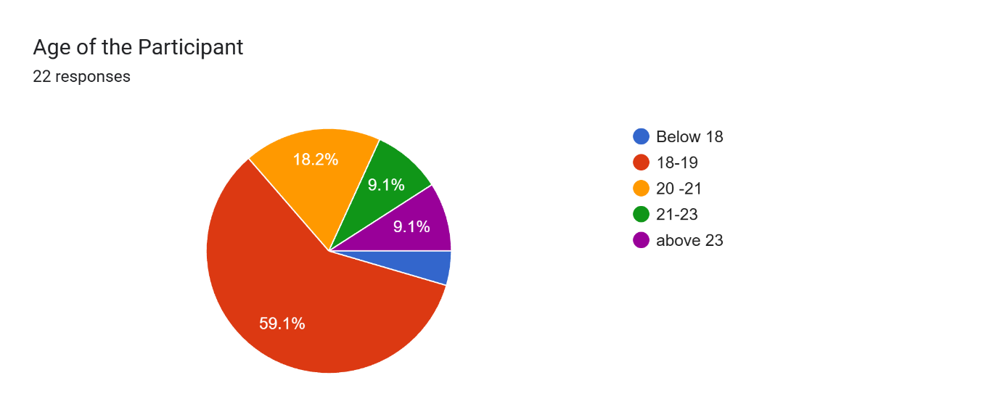 Age of the Participant
22 responses
18.2%
9.1%
9.1%
59.1%
Below 18
18-19
20 -21
21-23
above 23